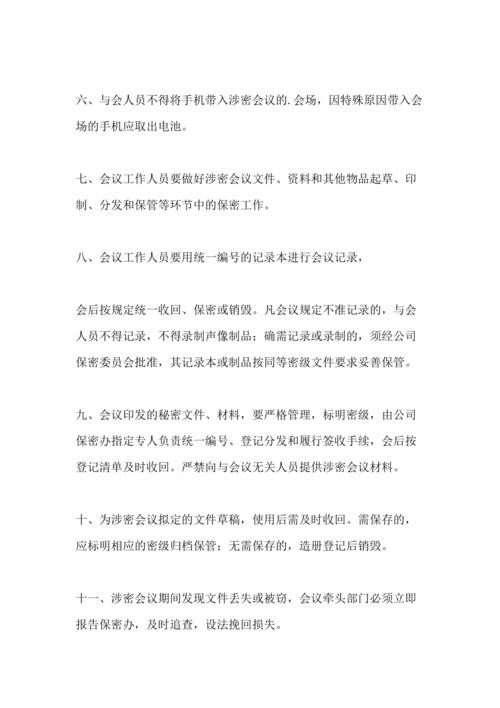 六、与会人员不得将手机带入涉密会议的.会场，因特殊原因带入会
场的手机应取出电池。
七、会议工作人员要做好涉密会议文件、资料和其他物品起草、印
制、分发和保管等环节中的保密工作。
八、会议工作人员要用统一编号的记录本进行会议记录，
会后按规定统一收回、保密或销毁。凡会议规定不准记录的，与会
人员不得记录，不得录制声像制品；确需记录或录制的，须经公司
保密委员会批准，其记录本或制品按同等密级文件要求妥善保管。
九、会议印发的秘密文件、材料，要严格管理，标明密级，由公司
保密办指定专人负责统一编号、登记分发和履行签收手续，会后按
登记清单及时收回。严禁向与会议无关人员提供涉密会议材料。
十、为涉密会议拟定的文件草稿，使用后需及时收回。需保存的，
应标明相应的密级归档保管；无需保存的，造册登记后销毁。
十一、涉密会议期间发现文件丢失或被窃，会议牵头部门必须立即
报告保密办，及时追查，设法挽回损失。